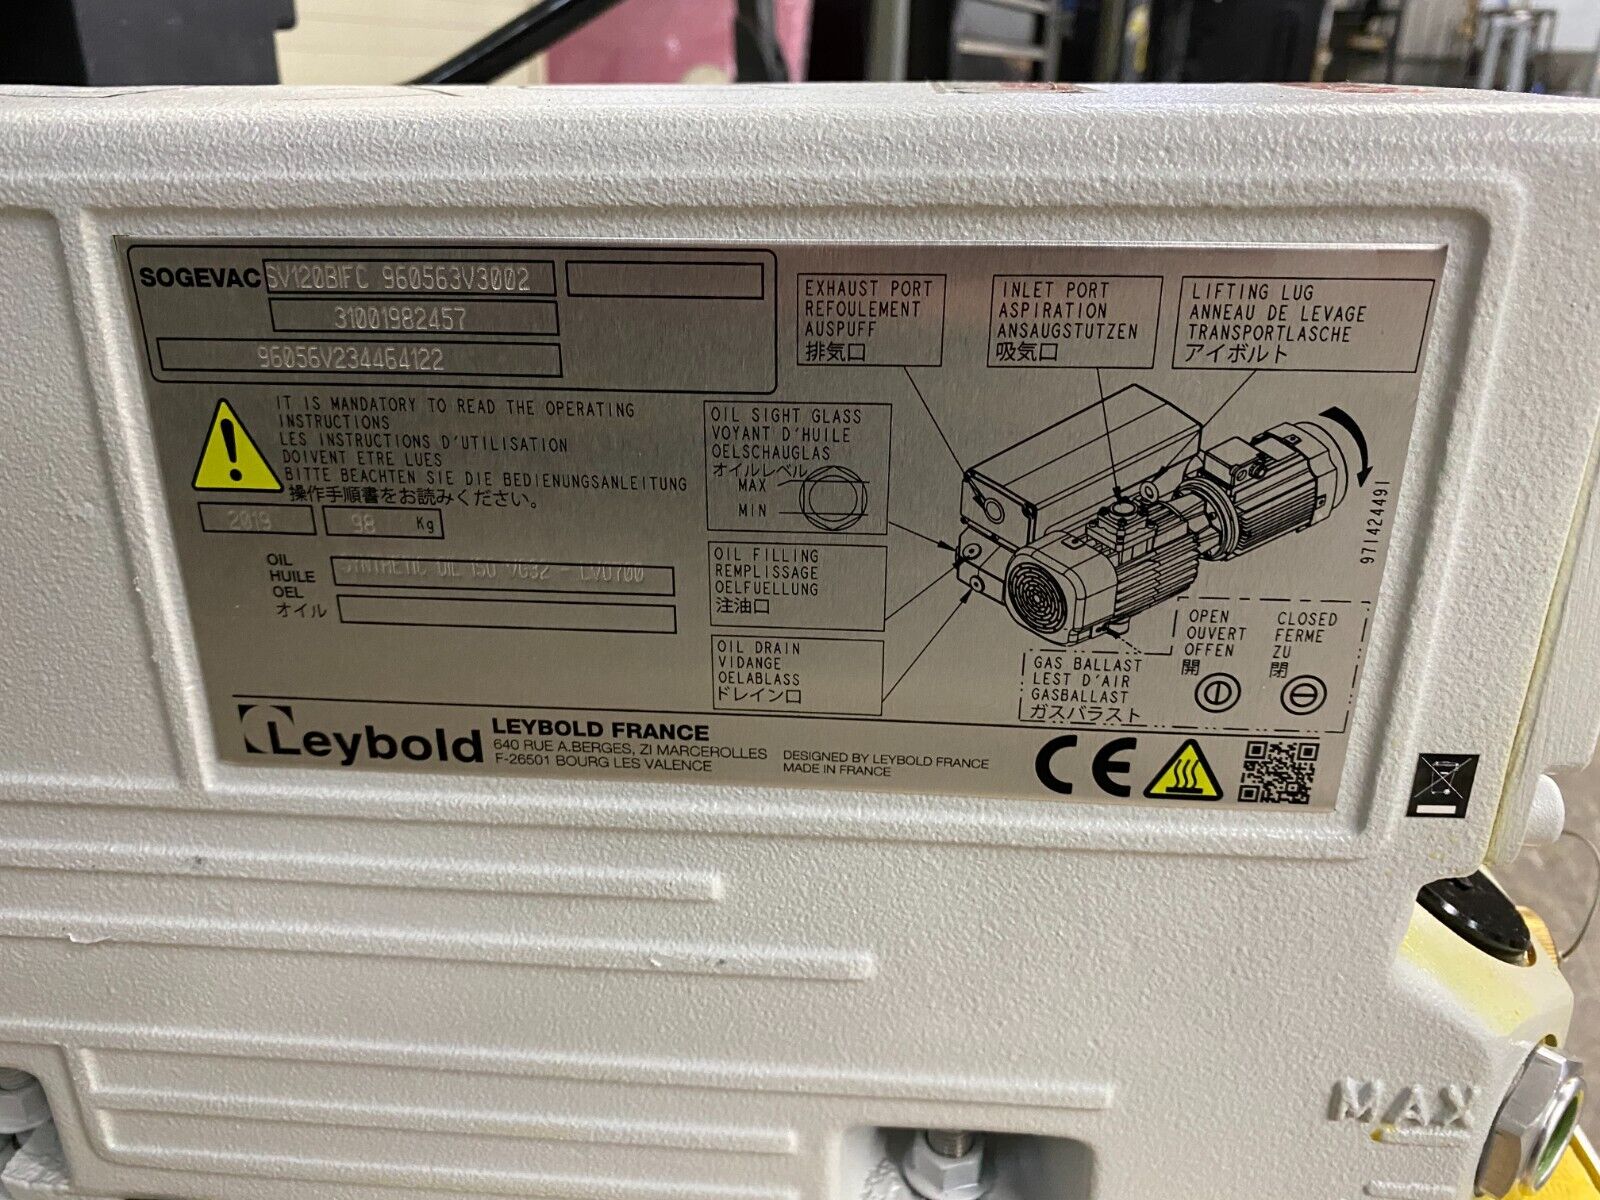 SOGEVAC SV120BIFC 960563V3002
31001982457
96056V234464122
IT IS MANDATORY TO READ THE OPERATING
INSTRUCTIONS
LES INSTRUCTIONS D'UTILISATION
DOIVENT ETRE LUES
BITTE BEACHTEN SIE DIE BEDIENUNGSANLEITUNG
操作手順書をお読みください。
2019 98 Kg
OIL
HUILE
OEL
オイル
SYNTHETIC OIL ISO VG32 - LVO700
EXHAUST PORT
REFOULEMENT
AUSPUFF
排気口
INLET PORT
ASPIRATION
ANSAUGSTUTZEN
吸気口
LIFTING LUG
ANNEAU DE LEVAGE
TRANSPORTLASCHE
アイボルト
OIL SIGHT GLASS
VOYANT D'HUILE
OELSCHAUGLAS
オイルレベル
MAX
MIN
OIL FILLING
REMPLISSAGE
OELFUELLUNG
注油口
OIL DRAIN
VIDANGE
OELABLASS
ドレイン口
971424491
GAS BALLAST
LEST D'AIR
GASBALLAST
ガスバラスト
OPEN
OUVERT
OFFEN
開
CLOSED
FERME
ZU
閉
Leybold
LEYBOLD FRANCE
640 RUE A.BERGES, ZI MARCEROLLES
F-26501 BOURG LES VALENCE
DESIGNED BY LEYBOLD FRANCE
MADE IN FRANCE
CE
MAX